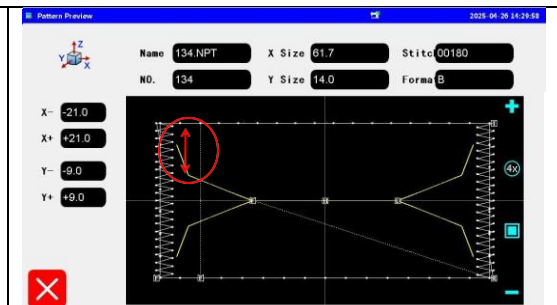 Pattern Preview 2025-04-26 14:29:58
Z
Y
X
Name 134.NPT X Size 61.7 Stitc 00180
NO. 134 Y Size 14.0 Forma B
X- -21.0
X+ +21.0
Y- -9.0
Y+ +9.0
4X